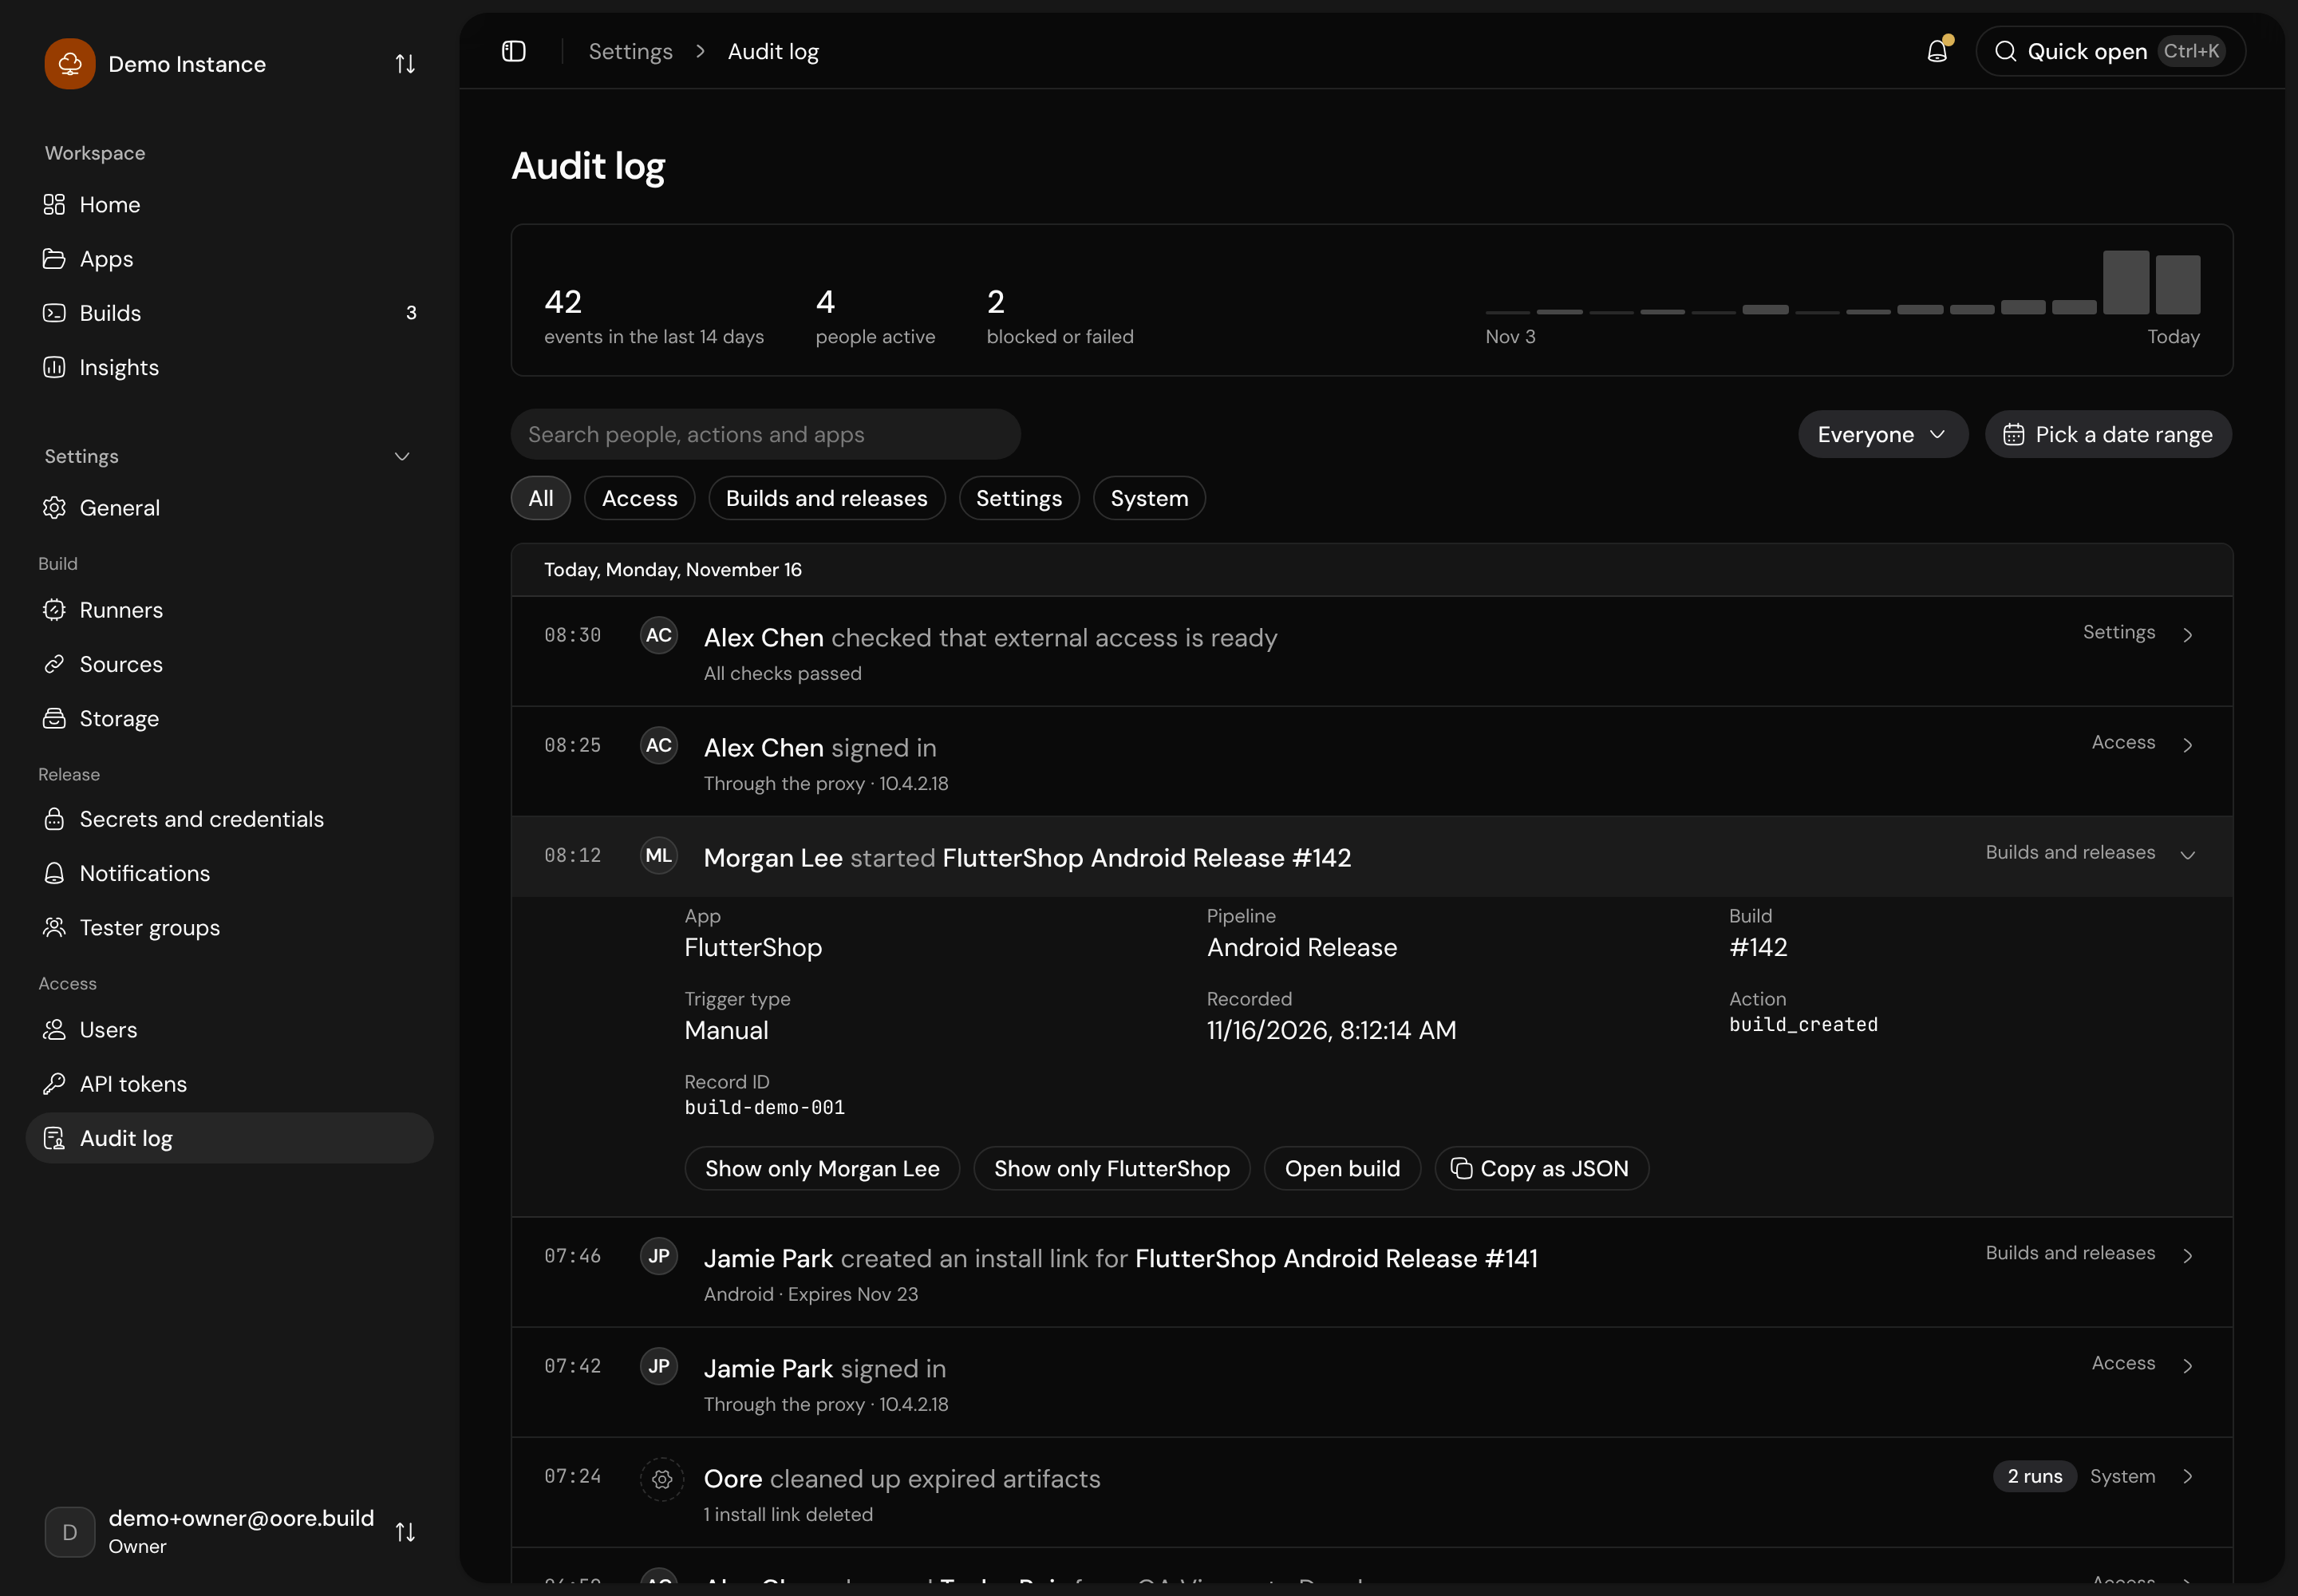 Demo Instance
Workspace
Home
Apps
Builds 3
Insights
Settings
General
Build
Runners
Sources
Storage
Release
Secrets and credentials
Notifications
Tester groups
Access
Users
API tokens
Audit log
D
demo+owner@oore.build
Owner
Settings > Audit log
Quick open Ctrl+K
Audit log
42
events in the last 14 days
4
people active
2
blocked or failed
Nov 3
Today
Search people, actions and apps
Everyone
Pick a date range
All
Access
Builds and releases
Settings
System
Today, Monday, November 16
08:30 AC Alex Chen checked that external access is ready Settings
All checks passed
08:25 AC Alex Chen signed in Access
Through the proxy · 10.4.2.18
08:12 ML Morgan Lee started FlutterShop Android Release #142 Builds and releases
App
FlutterShop
Pipeline
Android Release
Build
#142
Trigger type
Manual
Recorded
11/16/2026, 8:12:14 AM
Action
build_created
Record ID
build-demo-001
Show only Morgan Lee
Show only FlutterShop
Open build
Copy as JSON
07:46 JP Jamie Park created an install link for FlutterShop Android Release #141 Builds and releases
Android · Expires Nov 23
07:42 JP Jamie Park signed in Access
Through the proxy · 10.4.2.18
07:24 Oore cleaned up expired artifacts 2 runs System
1 install link deleted